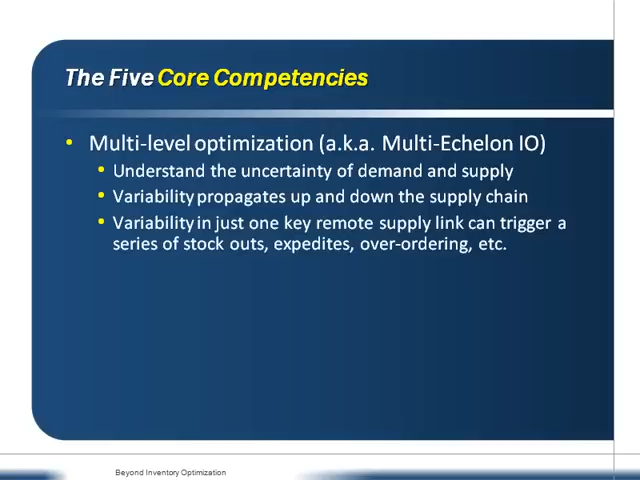 The Five Core Competencies
• Multi-level optimization (a.k.a. Multi-Echelon IO)
• Understand the uncertainty of demand and supply
• Variability propagates up and down the supply chain
• Variability in just one key remote supply link can trigger a
series of stock outs, expedites, over-ordering, etc.
Beyond Inventory Optimization